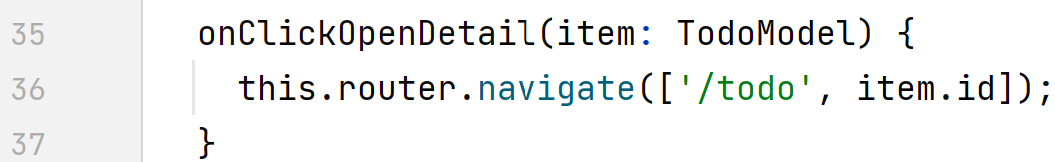 35 onClickOpenDetail(item: TodoModel) {
36 this.router.navigate(['/todo', item.id]);
37 }